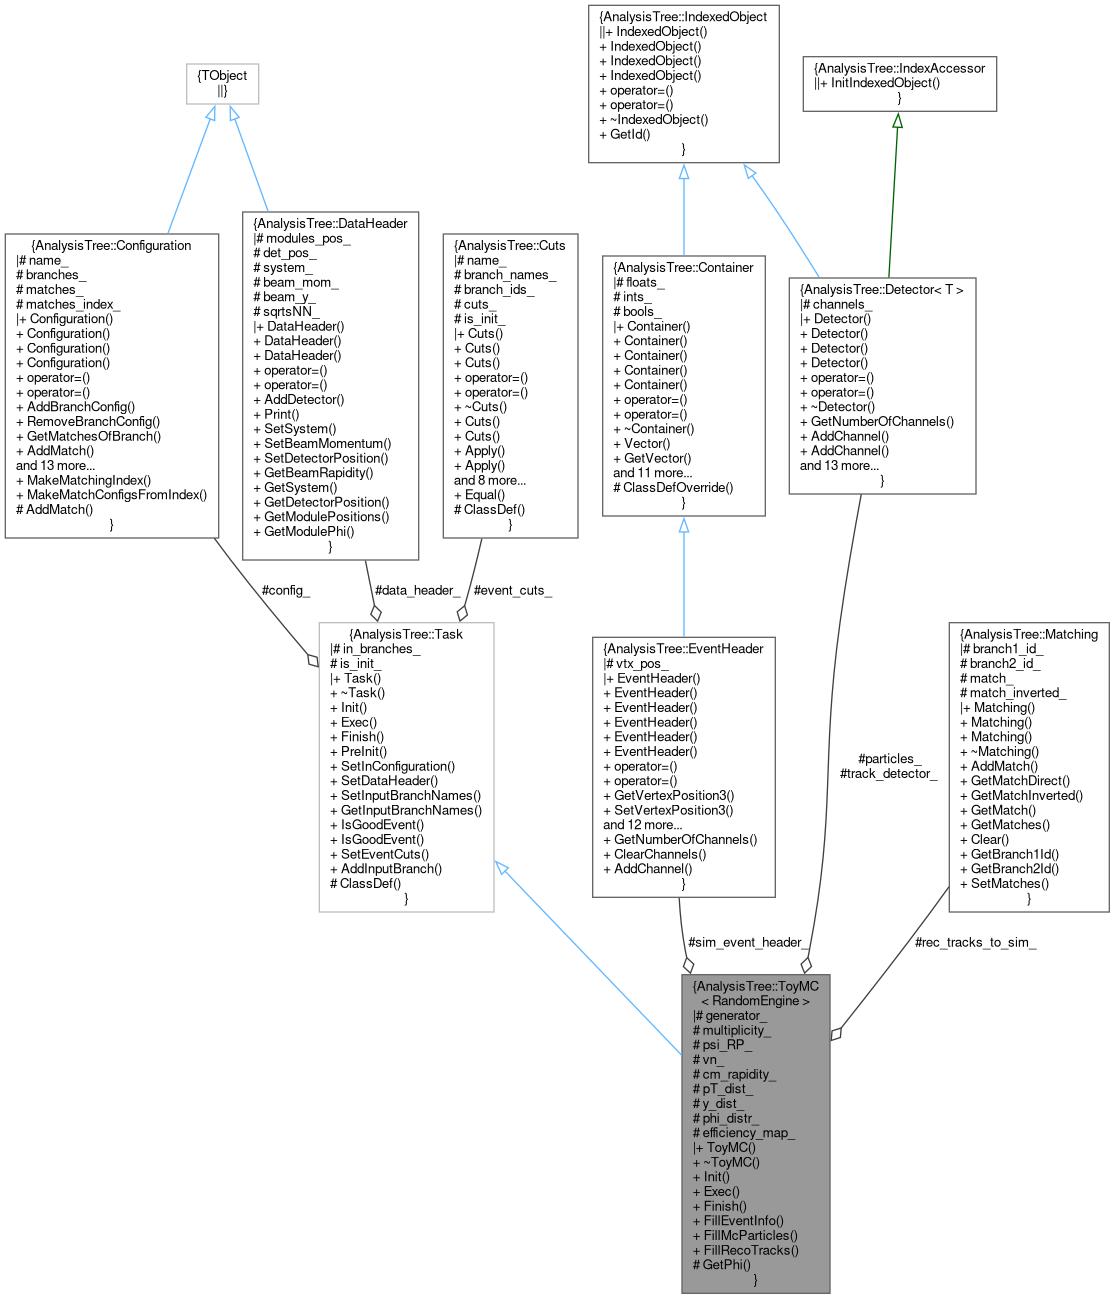 {AnalysisTree::IndexedObject
||+ IndexedObject()
+ IndexedObject()
+ IndexedObject()
+ IndexedObject()
+ operator=()
+ operator=()
+ ~IndexedObject()
+ GetId()
}
{TObject
||}
{AnalysisTree::IndexAccessor
||+ InitIndexedObject()
}
{AnalysisTree::Configuration
|# name_
# branches_
# matches_
# matches_index_
|+ Configuration()
+ Configuration()
+ Configuration()
+ Configuration()
+ operator=()
+ operator=()
+ AddBranchConfig()
+ RemoveBranchConfig()
+ GetMatchesOfBranch()
+ AddMatch()
and 13 more...
+ MakeMatchingIndex()
+ MakeMatchConfigsFromIndex()
# AddMatch()
}
{AnalysisTree::DataHeader
|# modules_pos_
# det_pos_
# system_
# beam_mom_
# beam_y_
# sqrtsNN_
|+ DataHeader()
+ DataHeader()
+ DataHeader()
+ operator=()
+ operator=()
+ AddDetector()
+ Print()
+ SetSystem()
+ SetBeamMomentum()
+ SetDetectorPosition()
+ GetBeamRapidity()
+ GetSystem()
+ GetDetectorPosition()
+ GetModulePositions()
+ GetModulePhi()
}
{AnalysisTree::Cuts
|# name_
# branch_names_
# branch_ids_
# cuts_
# is_init_
|+ Cuts()
+ Cuts()
+ Cuts()
+ operator=()
+ operator=()
+ ~Cuts()
+ Cuts()
+ Cuts()
+ Apply()
+ Apply()
and 8 more...
+ Equal()
# ClassDef()
}
{AnalysisTree::Container
|# floats_
# ints_
# bools_
|+ Container()
+ Container()
+ Container()
+ Container()
+ Container()
+ operator=()
+ operator=()
+ ~Container()
+ Vector()
+ GetVector()
and 11 more...
# ClassDefOverride()
}
{AnalysisTree::Detector< T >
|# channels_
|+ Detector()
+ Detector()
+ Detector()
+ Detector()
+ operator=()
+ operator=()
+ ~Detector()
+ GetNumberOfChannels()
+ AddChannel()
+ AddChannel()
and 13 more...
}
#config_
#data_header_
#event_cuts_
{AnalysisTree::Task
|# in_branches_
# is_init_
|+ Task()
+ ~Task()
+ Init()
+ Exec()
+ Finish()
+ PreInit()
+ SetInConfiguration()
+ SetDataHeader()
+ SetInputBranchNames()
+ GetInputBranchNames()
+ IsGoodEvent()
+ IsGoodEvent()
+ SetEventCuts()
+ AddInputBranch()
# ClassDef()
}
{AnalysisTree::EventHeader
|# vtx_pos_
|+ EventHeader()
+ EventHeader()
+ EventHeader()
+ EventHeader()
+ EventHeader()
+ EventHeader()
+ operator=()
+ operator=()
+ GetVertexPosition3()
+ SetVertexPosition3()
and 12 more...
+ GetNumberOfChannels()
+ ClearChannels()
+ AddChannel()
}
#particles_
#track_detector_
{AnalysisTree::Matching
|# branch1_id_
# branch2_id_
# match_
# match_inverted_
|+ Matching()
+ Matching()
+ Matching()
+ ~Matching()
+ AddMatch()
+ GetMatchDirect()
+ GetMatchInverted()
+ GetMatch()
+ GetMatches()
+ Clear()
+ GetBranch1Id()
+ GetBranch2Id()
+ SetMatches()
}
#sim_event_header_
#rec_tracks_to_sim_
{AnalysisTree::ToyMC
< RandomEngine >
|# generator_
# multiplicity_
# psi_RP_
# vn_
# cm_rapidity_
# pT_dist_
# y_dist_
# phi_distr_
# efficiency_map_
|+ ToyMC()
+ ~ToyMC()
+ Init()
+ Exec()
+ Finish()
+ FillEventInfo()
+ FillMcParticles()
+ FillRecoTracks()
# GetPhi()
}